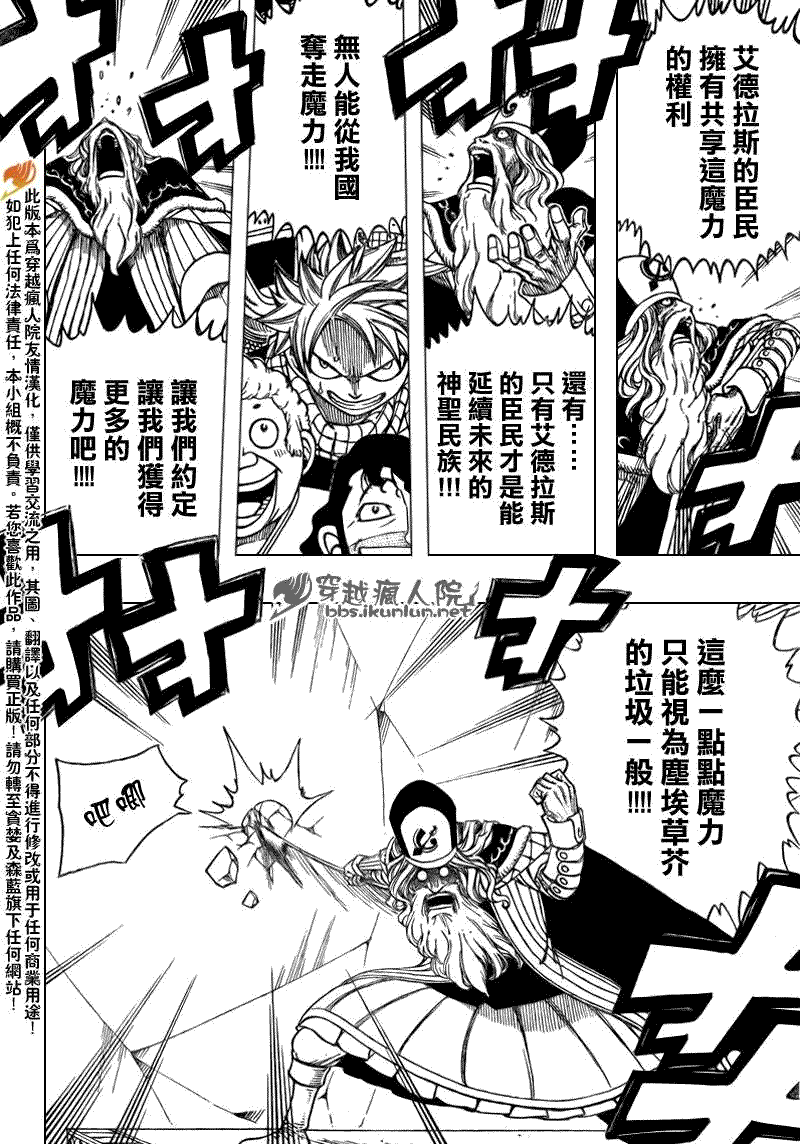 艾德拉斯的臣民
擁有共享這魔力
的權利
還有……
只有艾德拉斯
的臣民才是能
延續未來的
神聖民族!!!
無人能從我國
奪走魔力!!!!
讓我們約定
讓我們獲得
更多的
魔力吧!!!!
穿越瘋人院
bbs.ikunlun.net
這麼一點點魔力
只能視為塵埃草芥
的垃圾一般!!!!
吧唧
オ
オ
オ
オ
オ
オ
オ
オ
オ
此版本爲穿越瘋人院友情漢化，僅供學習交流之用，其圖、翻譯以及任何部分不得進行修改或用于任何商業用途！
如犯上任何法律責任，本小組概不負責。若您喜歡此作品，請購買正版！請勿轉至貪婪及森藍旗下任何網站！